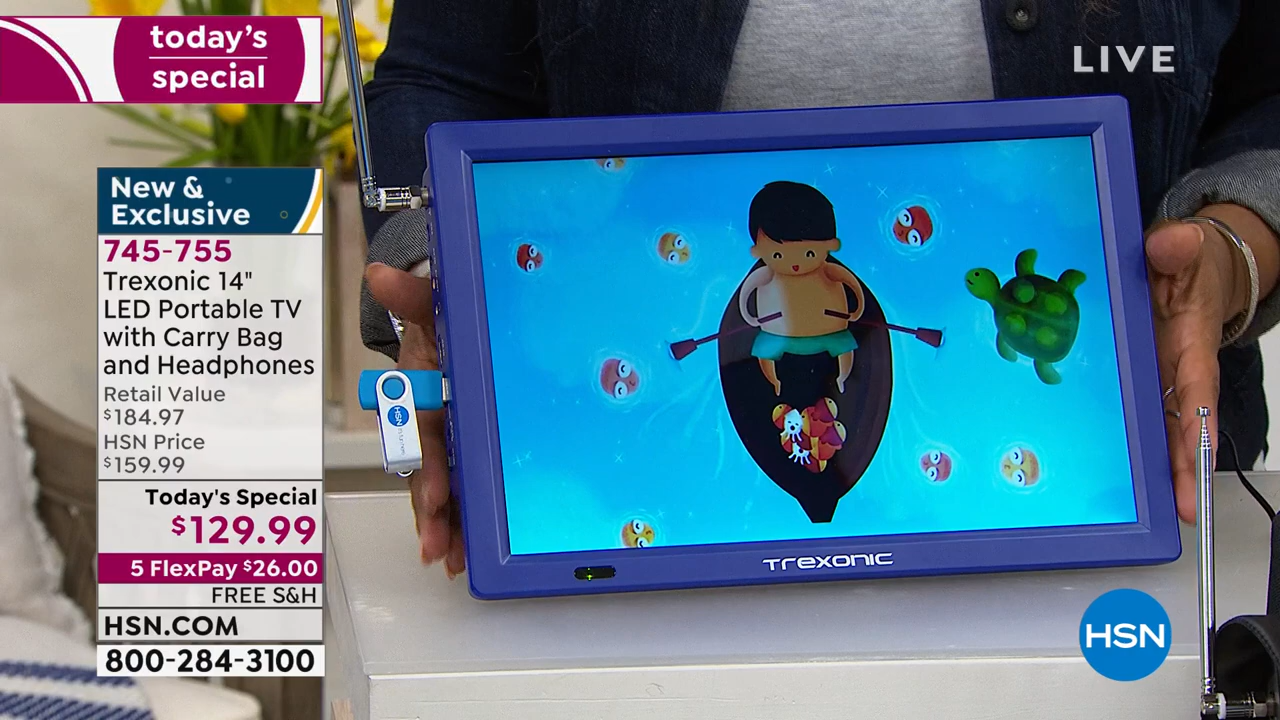 today's
special
LIVE
New &
Exclusive
745-755
Trexonic 14"
LED Portable TV
with Carry Bag
and Headphones
Retail Value
$184.97
HSN Price
$159.99
Today's Special
$129.99
5 FlexPay $26.00
FREE S&H
HSN.COM
800-284-3100
HSN
TREXONIC
HSN